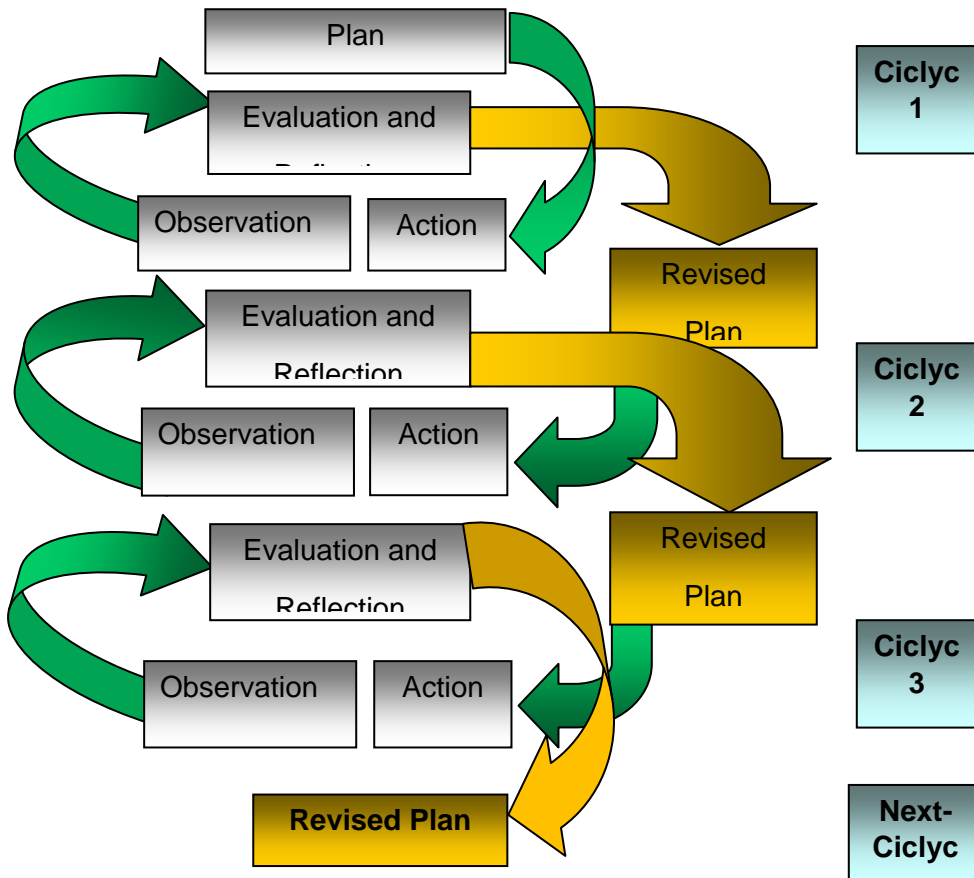 Plan
Ciclyc
1
Evaluation and
Reflection
Observation
Action
Revised
Plan
Evaluation and
Reflection
Ciclyc
2
Observation
Action
Revised
Plan
Evaluation and
Reflection
Ciclyc
3
Observation
Action
Revised Plan
Next-
Ciclyc